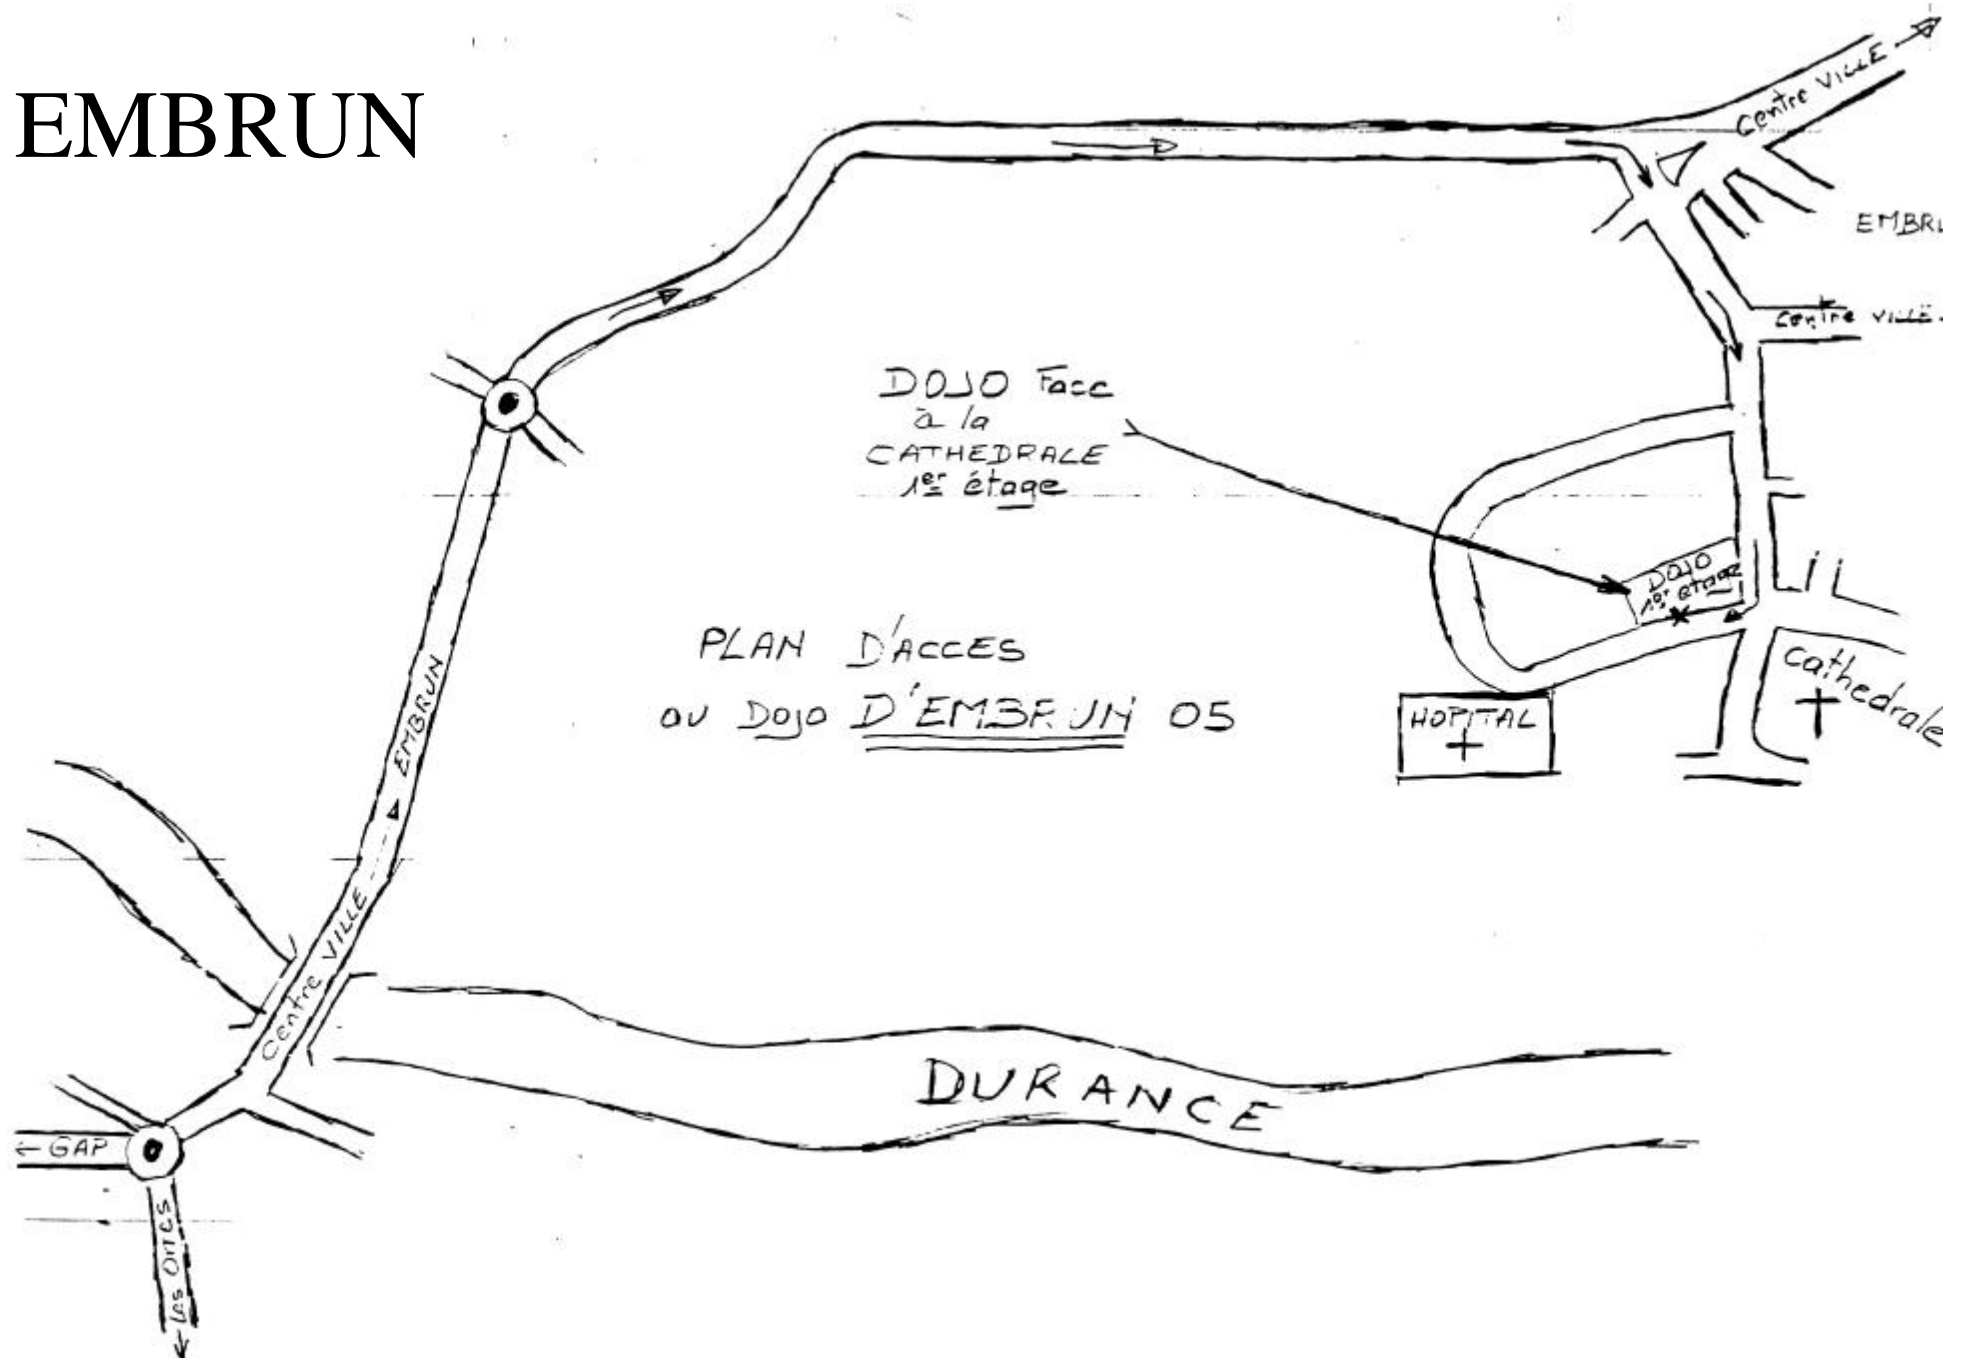 EMBRUN
Centre VILLE
EMBRU
Centre VILLE
DOJO Face
à la
CATHEDRALE
1er étage
DOJO
1er étage
PLAN D'ACCES
au Dojo D'EMBRUN 05
Cathedrale
HOPITAL
EMBRUN
Centre VILLE
DURANCE
← GAP
Les Orres